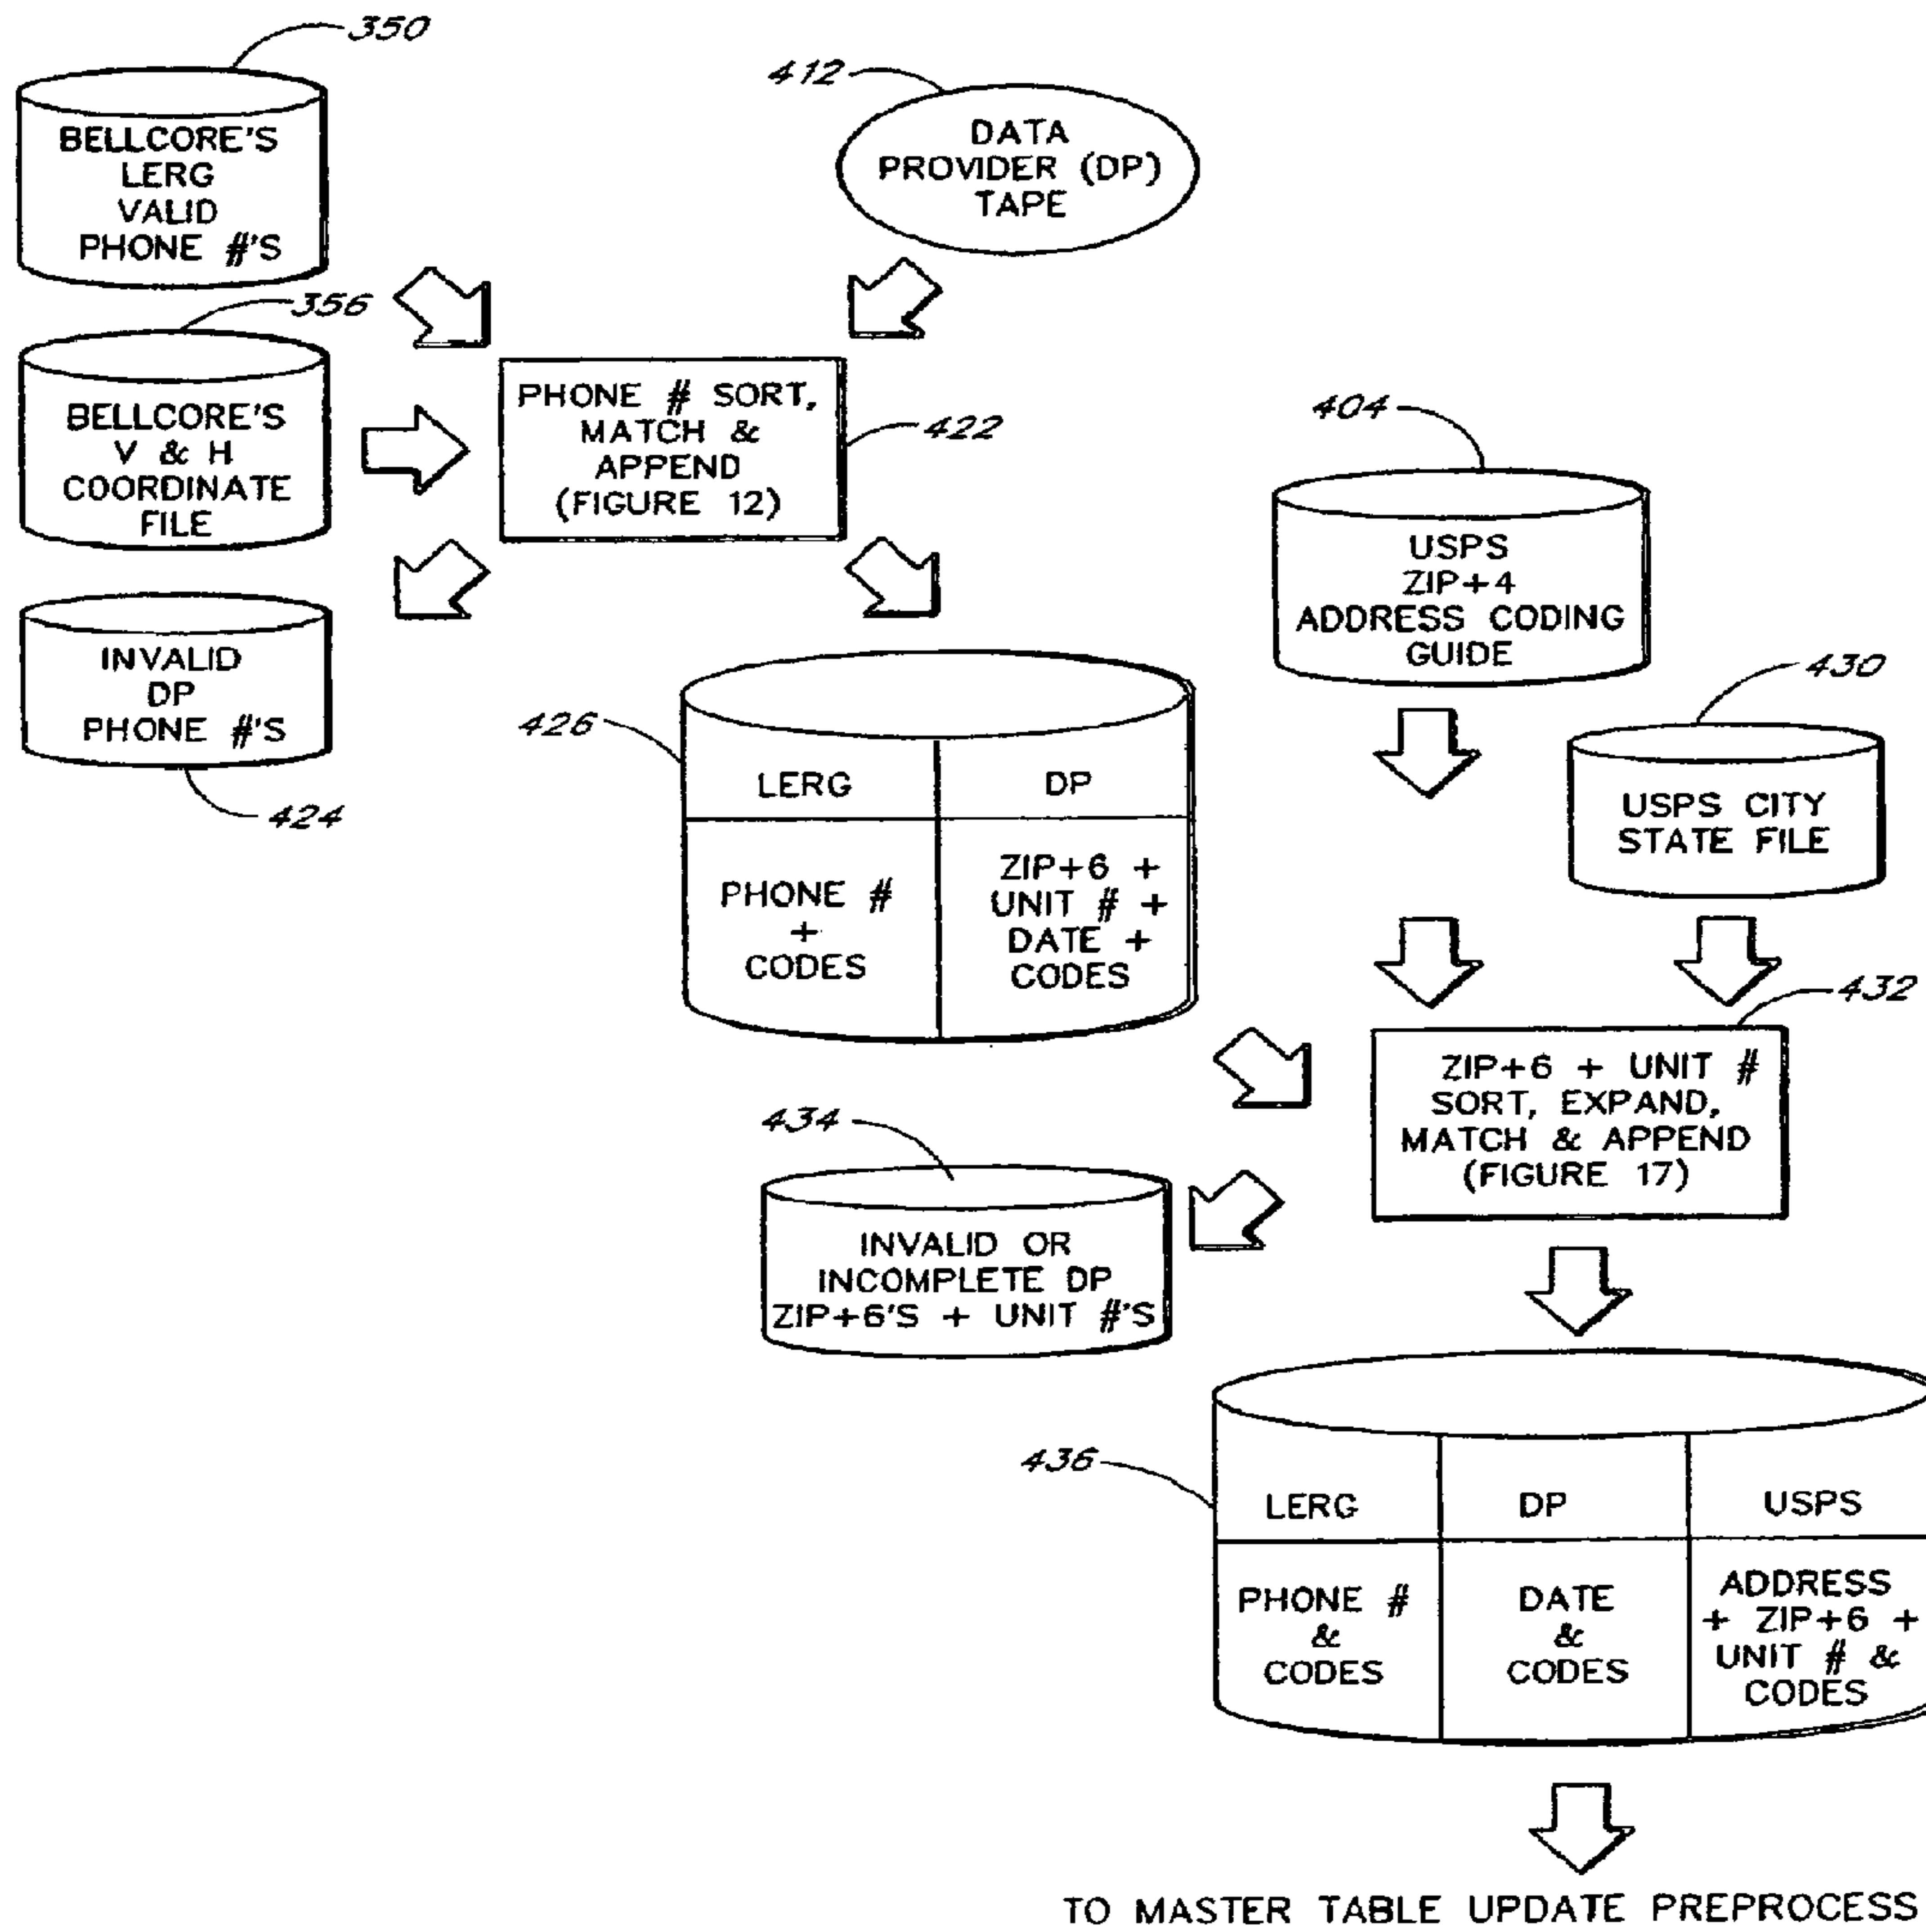 350
BELLCORE'S
LERG
VALID
PHONE #'S
412
DATA
PROVIDER (DP)
TAPE
356
BELLCORE'S
V & H
COORDINATE
FILE
PHONE # SORT,
MATCH &
APPEND
(FIGURE 12)
422
INVALID
DP
PHONE #'S
424
404
USPS
ZIP+4
ADDRESS CODING
GUIDE
426
LERG
DP
PHONE #
+
CODES
ZIP+6 +
UNIT # +
DATE +
CODES
430
USPS CITY
STATE FILE
432
ZIP+6 + UNIT #
SORT, EXPAND,
MATCH & APPEND
(FIGURE 17)
434
INVALID OR
INCOMPLETE DP
ZIP+6'S + UNIT #'S
436
LERG
DP
USPS
PHONE #
&
CODES
DATE
&
CODES
ADDRESS
+ ZIP+6 +
UNIT # &
CODES
TO MASTER TABLE UPDATE PREPROCESS